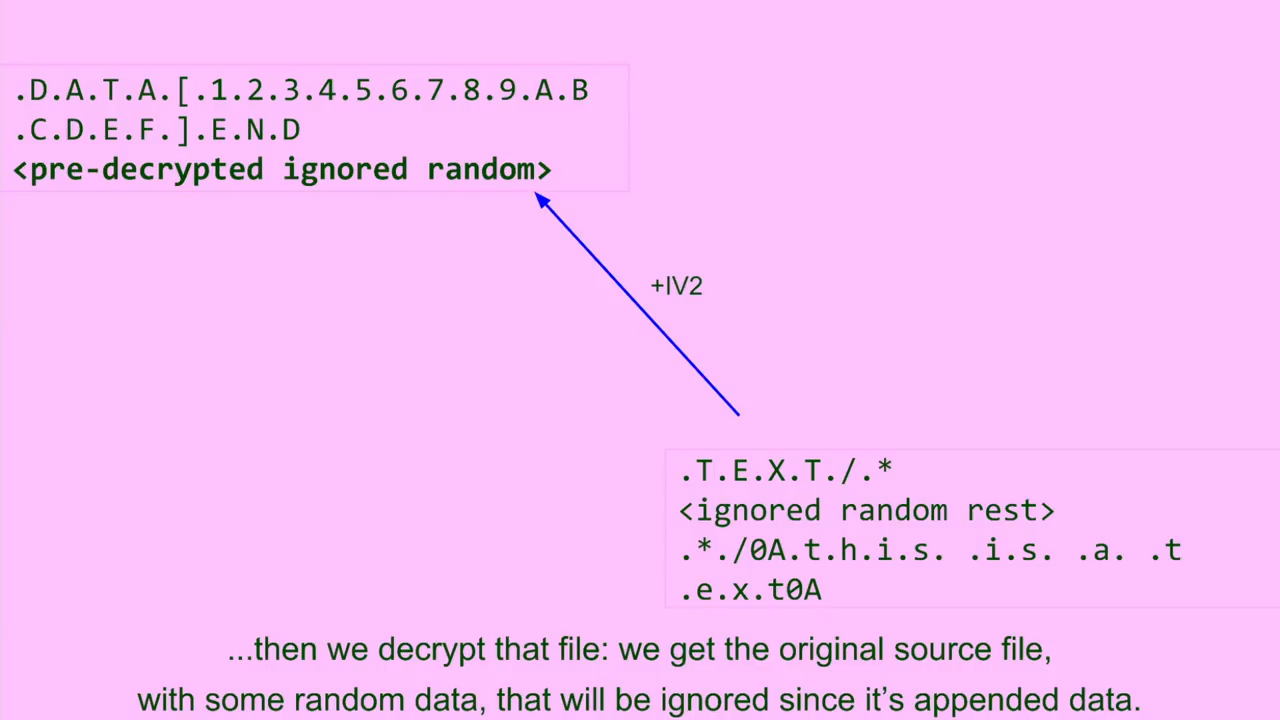 .D.A.T.A.[.1.2.3.4.5.6.7.8.9.A.B
.C.D.E.F.].E.N.D
<pre-decrypted ignored random>
+IV2
.T.E.X.T./.*
<ignored random rest>
.*./0A.t.h.i.s. .i.s. .a. .t
.e.x.t0A
...then we decrypt that file: we get the original source file,
with some random data, that will be ignored since it’s appended data.